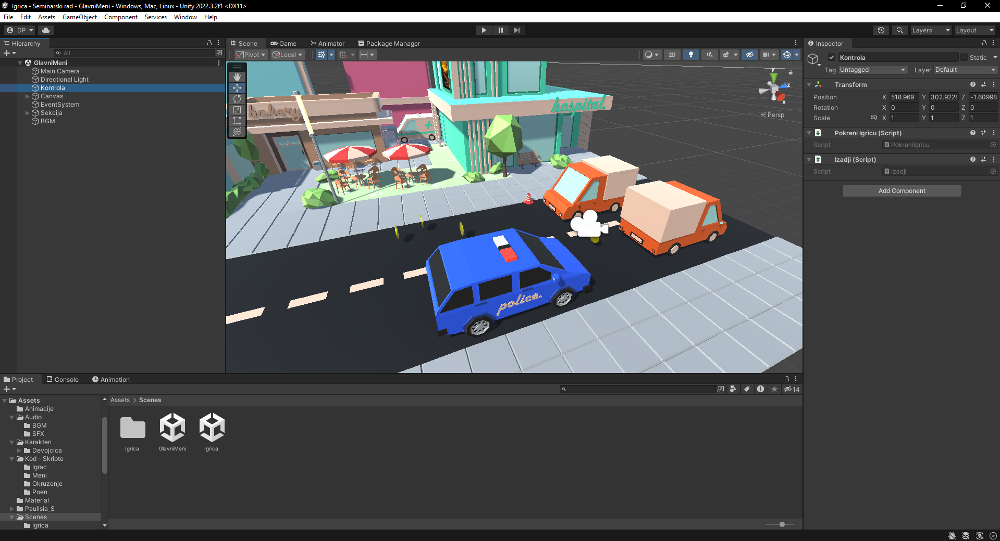 Igrica - Seminarski rad - GlavniMeni - Windows, Mac, Linux - Unity 2022.3.2f1 <DX11>
File Edit Assets GameObject Component Services Window Help
DP Layers Layout
Hierarchy
All
GlavniMeni
Main Camera
Directional Light
Kontrola
Canvas
EventSystem
Sekcija
BGM
Scene Game Animator Package Manager
Pivot Local 2D
bakery
hospital.
police.
y
z
x
< Persp
Inspector
Kontrola Static
Tag Untagged Layer Default
Transform
Position X 518.969 Y 302.9228 Z -1.60998
Rotation X 0 Y 0 Z 0
Scale X 1 Y 1 Z 1
# Pokreni Igricu (Script)
Script PokreniIgricu
# Izadji (Script)
Script Izadji
Add Component
Project Console Animation
14
Assets
Animacije
Audio
BGM
SFX
Karakteri
Devojcica
Kod - Skripte
Igrac
Meni
Okruzenje
Poen
Material
Paulisia_S
Scenes
Igrica
Assets > Scenes
Igrica GlavniMeni Igrica